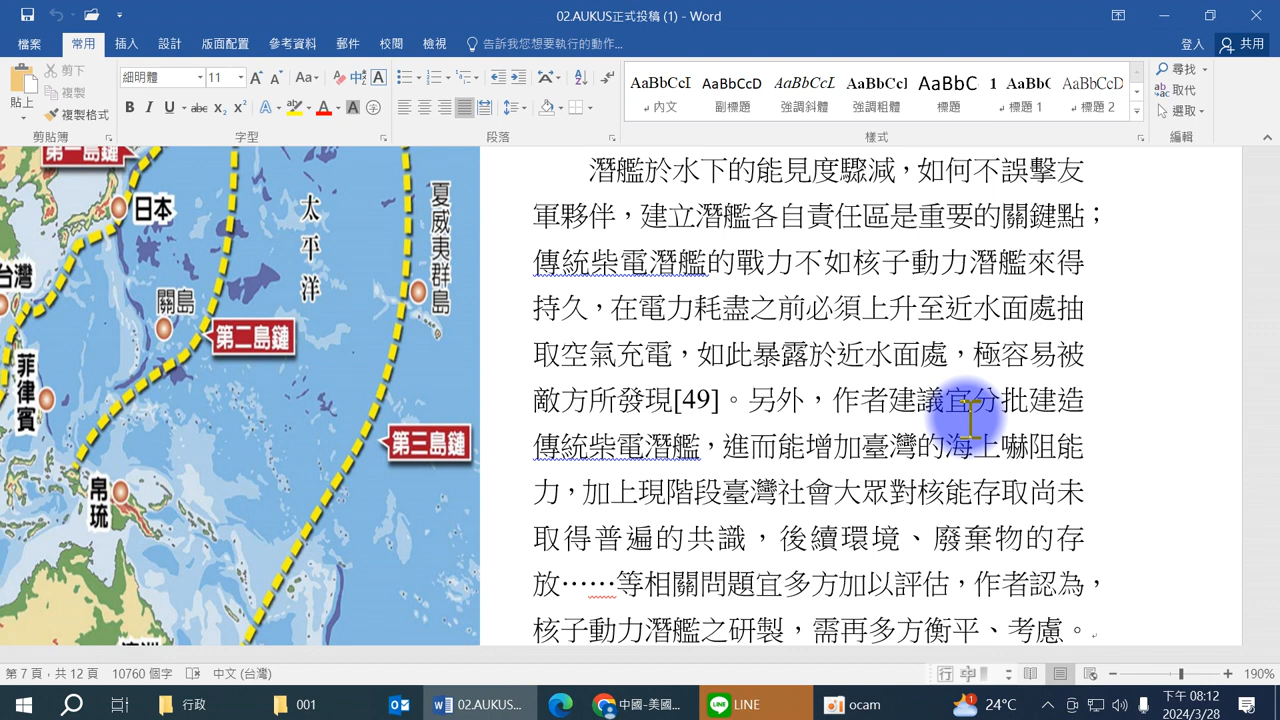 02.AUKUS正式投稿 (1) - Word
檔案 常用 插入 設計 版面配置 參考資料 郵件 校閱 檢視 告訴我您想要執行的動作... 登入 共用
貼上 剪下 複製 複製格式
細明體 11
AaBbCcI AaBbCcD AaBbCcL AaBbCcI AaBbC 1 AaBbC AaBbCcD
內文 副標題 強調斜體 強調粗體 標題 標題 1 標題 2
尋找 取代 選取
剪貼簿 字型 段落 樣式 編輯
第一島鏈
日本
台灣
關島
太平洋
夏威夷群島
第二島鏈
菲律賓
第三島鏈
帛琉
潛艦於水下的能見度驟減，如何不誤擊友
軍夥伴，建立潛艦各自責任區是重要的關鍵點；
傳統柴電潛艦的戰力不如核子動力潛艦來得
持久，在電力耗盡之前必須上升至近水面處抽
取空氣充電，如此暴露於近水面處，極容易被
敵方所發現[49]。另外，作者建議宜分批建造
傳統柴電潛艦，進而能增加臺灣的海上嚇阻能
力，加上現階段臺灣社會大眾對核能存取尚未
取得普遍的共識，後續環境、廢棄物的存
放……等相關問題宜多方加以評估，作者認為，
核子動力潛艦之研製，需再多方衡平、考慮。
第 7 頁，共 12 頁 10760 個字 中文 (台灣) 190%
行政 001 02.AUKUS... 中國-美國... LINE ocam 24°C 下午 08:12
2024/3/28